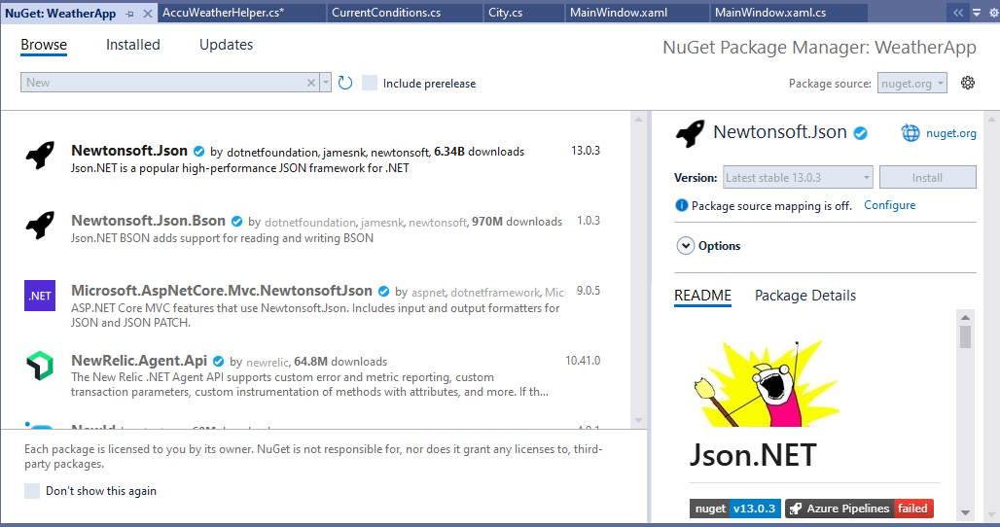 NuGet: WeatherApp
AccuWeatherHelper.cs*
CurrentConditions.cs
City.cs
MainWindow.xaml
MainWindow.xaml.cs
Browse
Installed
Updates
NuGet Package Manager: WeatherApp
New
Include prerelease
Package source: nuget.org
Newtonsoft.Json by dotnetfoundation, jamesnk, newtonsoft, 6.34B downloads 13.0.3
Json.NET is a popular high-performance JSON framework for .NET
Newtonsoft.Json.Bson by dotnetfoundation, jamesnk, newtonsoft, 970M downloads 1.0.3
Json.NET BSON adds support for reading and writing BSON
.NET
Microsoft.AspNetCore.Mvc.NewtonsoftJson by aspnet, dotnetframework, Mic 9.0.5
ASP.NET Core MVC features that use Newtonsoft.Json. Includes input and output formatters for
JSON and JSON PATCH.
NewRelic.Agent.Api by newrelic, 64.8M downloads 10.41.0
The New Relic .NET Agent API supports custom error and metric reporting, custom
transaction parameters, custom instrumentation of methods with attributes, and more. If th...
Each package is licensed to you by its owner. NuGet is not responsible for, nor does it grant any licenses to, third-
party packages.
Don't show this again
Newtonsoft.Json
nuget.org
Version: Latest stable 13.0.3
Install
Package source mapping is off. Configure
Options
README
Package Details
Json.NET
nuget v13.0.3
Azure Pipelines failed